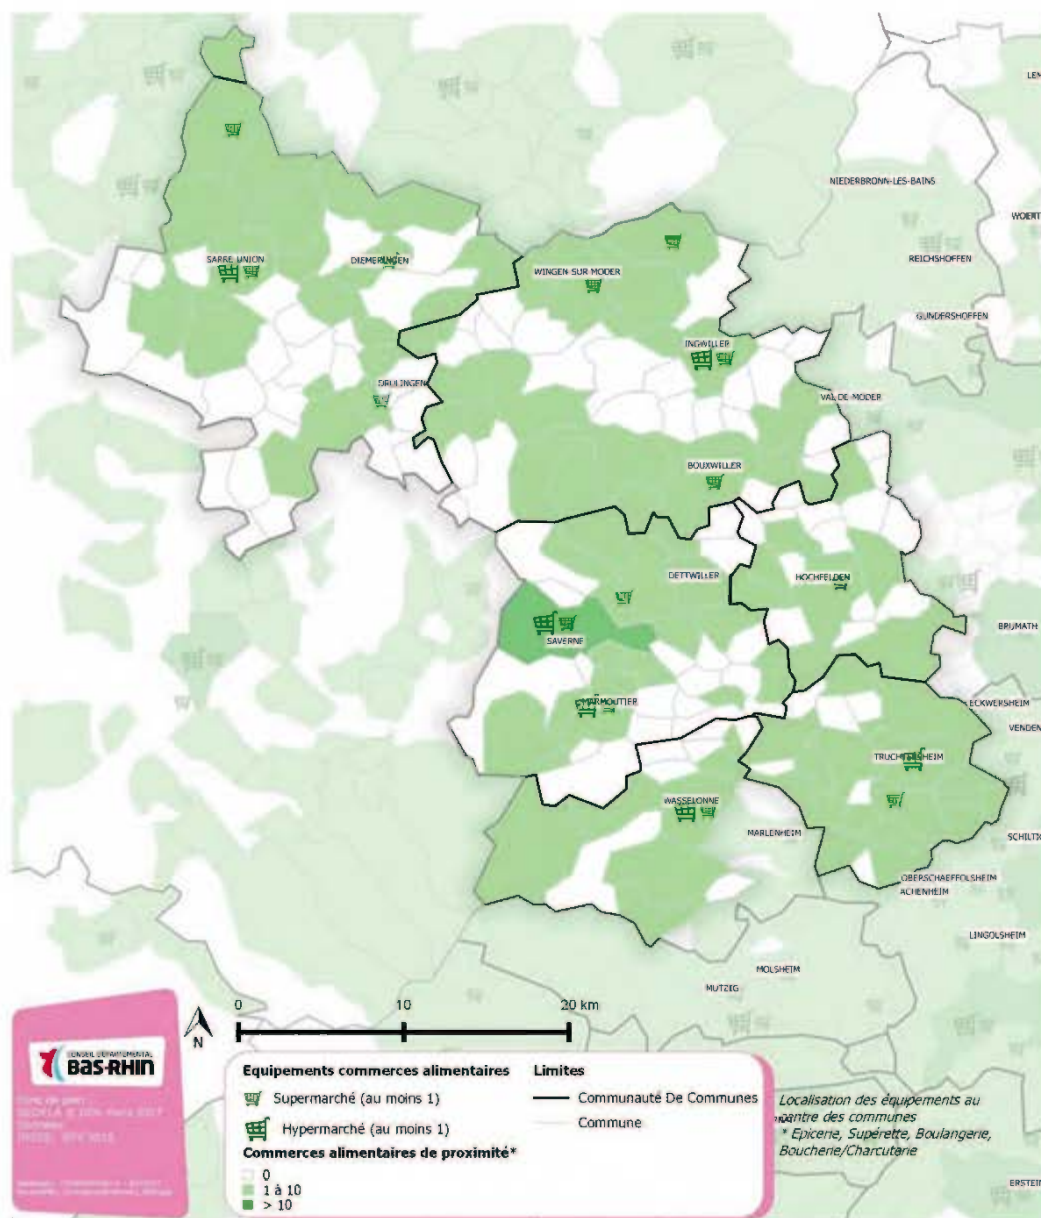 LEM
NIEDERBRONN-LES-BAINS
WOERT
SARRE-UNION
DIEMERINGEN
WINGEN-SUR-MODER
REICHSHOFFEN
GUNDERSHOFFEN
INGWILLER
DRULINGEN
VAL-DE-MODER
BOUXWILLER
DETTWILLER
HOCHFELDEN
BRUMATH
SAVERNE
MARMOUTIER
ECKWERSHEIM
VENDEN
TRUCHTERSHEIM
WASSELONNE
MARLENHEIM
SCHILTIG
OBERSCHAEFFOLSHEIM
ACHENHEIM
LINGOLSHEIM
MOLSHEIM
MUTZIG
0 10 20 km
N
CONSEIL DÉPARTEMENTAL
BAS-RHIN
Equipements commerces alimentaires
Supermarché (au moins 1)
Hypermarché (au moins 1)
Commerces alimentaires de proximité*
0
1 à 10
> 10
Limites
Communauté De Communes
Commune
Localisation des équipements au
centre des communes
* Epicerie, Supérette, Boulangerie,
Boucherie/Charcuterie
ERSTEIN